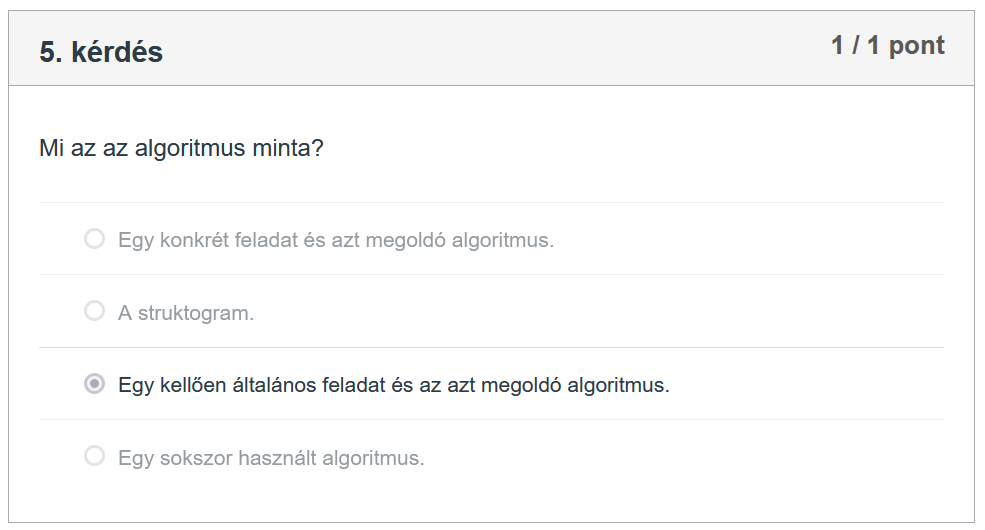 5. kérdés
1 / 1 pont
Mi az az algoritmus minta?
Egy konkrét feladat és azt megoldó algoritmus.
A struktogram.
Egy kellően általános feladat és az azt megoldó algoritmus.
Egy sokszor használt algoritmus.